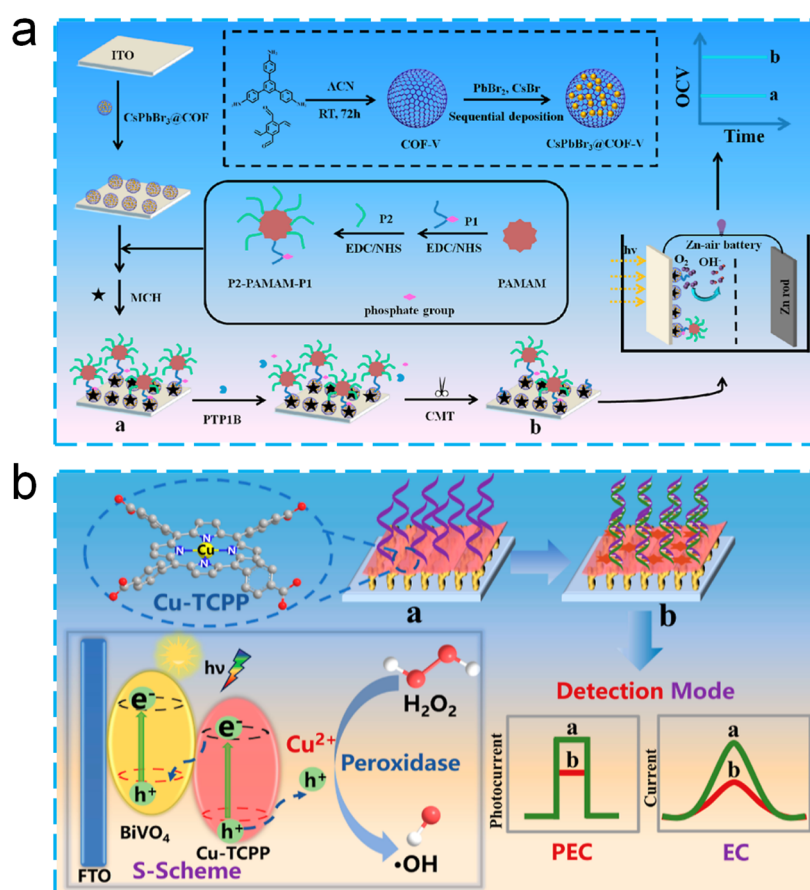 a
ITO
CsPbBr₃@COF
MCH
NH₂
ACN
RT, 72h
COF-V
PbBr₂, CsBr
Sequential deposition
CsPbBr₃@COF-V
P2-PAMAM-P1
P2
EDC/NHS
P1
EDC/NHS
PAMAM
phosphate group
OCV
b
a
Time
Zn-air battery
hν
O₂
OH⁻
Zn rod
a
PTP1B
CMT
b
b
Cu
N
N
N
N
Cu-TCPP
a
b
FTO
hν
e⁻
h⁺
BiVO₄
e⁻
h⁺
Cu-TCPP
S-Scheme
Cu²⁺
h⁺
H₂O₂
Peroxidase
•OH
Detection Mode
Photocurrent
a
b
PEC
Current
a
b
EC